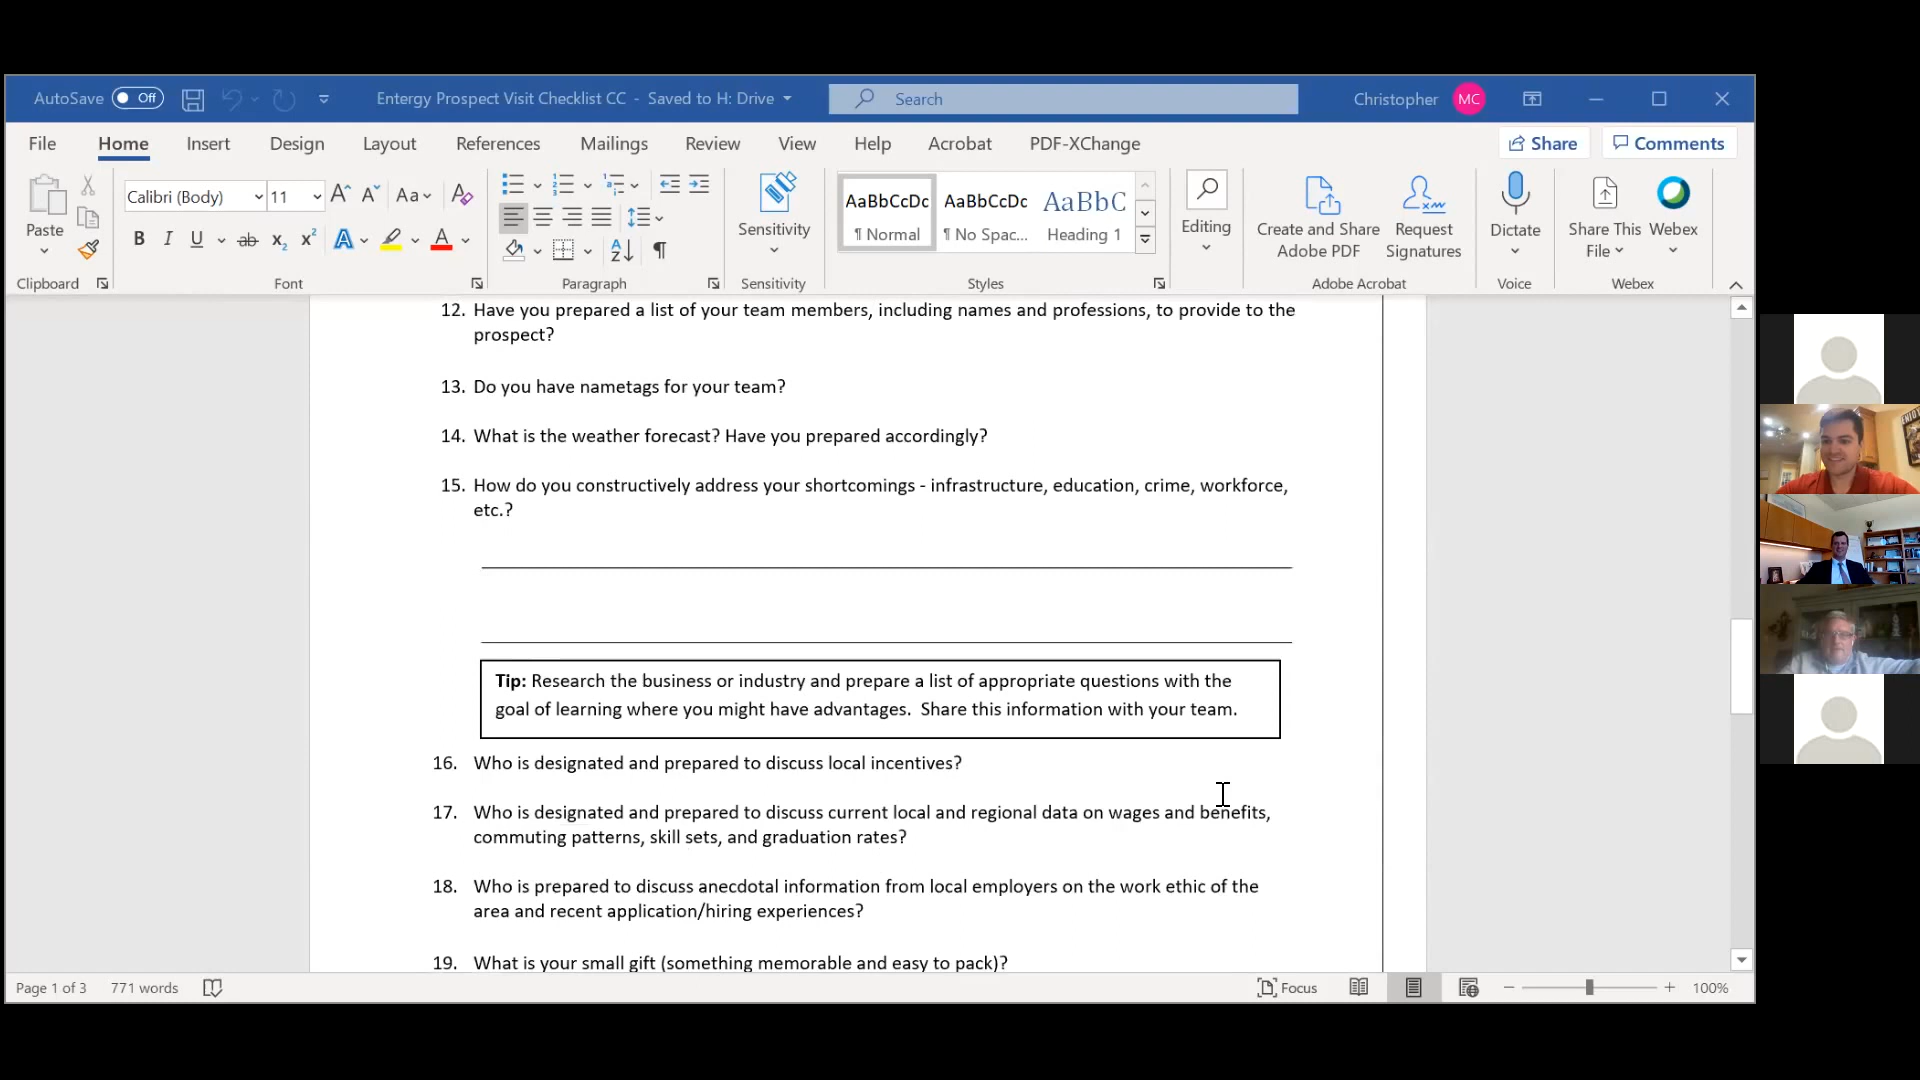 AutoSave Off Entergy Prospect Visit Checklist CC - Saved to H: Drive Search Christopher MC
File Home Insert Design Layout References Mailings Review View Help Acrobat PDF-XChange Share Comments
Paste
Clipboard
Calibri (Body) 11 Aa
B I U ab x2 x2 A A
Font
Paragraph
Sensitivity
Sensitivity
AaBbCcDc AaBbCcDc AaBbC
¶ Normal ¶ No Spac... Heading 1
Styles
Editing
Create and Share
Adobe PDF
Request
Signatures
Adobe Acrobat
Dictate
Voice
Share This
File
Webex
Webex
12. Have you prepared a list of your team members, including names and professions, to provide to the
prospect?
13. Do you have nametags for your team?
14. What is the weather forecast? Have you prepared accordingly?
15. How do you constructively address your shortcomings - infrastructure, education, crime, workforce,
etc.?
Tip: Research the business or industry and prepare a list of appropriate questions with the
goal of learning where you might have advantages. Share this information with your team.
16. Who is designated and prepared to discuss local incentives?
17. Who is designated and prepared to discuss current local and regional data on wages and benefits,
commuting patterns, skill sets, and graduation rates?
18. Who is prepared to discuss anecdotal information from local employers on the work ethic of the
area and recent application/hiring experiences?
19. What is your small gift (something memorable and easy to pack)?
Page 1 of 3 771 words Focus 100%